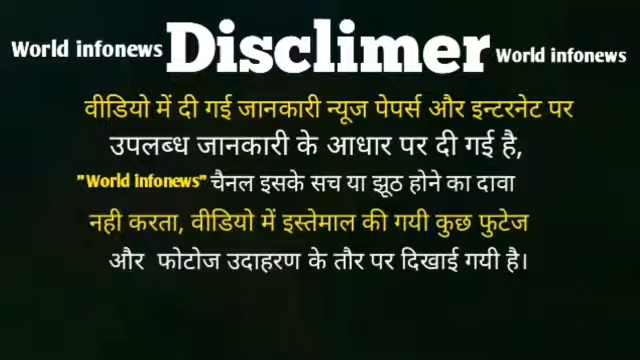 World infonews Disclimer World infonews
वीडियो में दी गई जानकारी न्यूज पेपर्स और इन्टरनेट पर
उपलब्ध जानकारी के आधार पर दी गई है,
"World infonews" चैनल इसके सच या झूठ होने का दावा
नही करता, वीडियो में इस्तेमाल की गयी कुछ फुटेज
और फोटोज उदाहरण के तौर पर दिखाई गयी है।